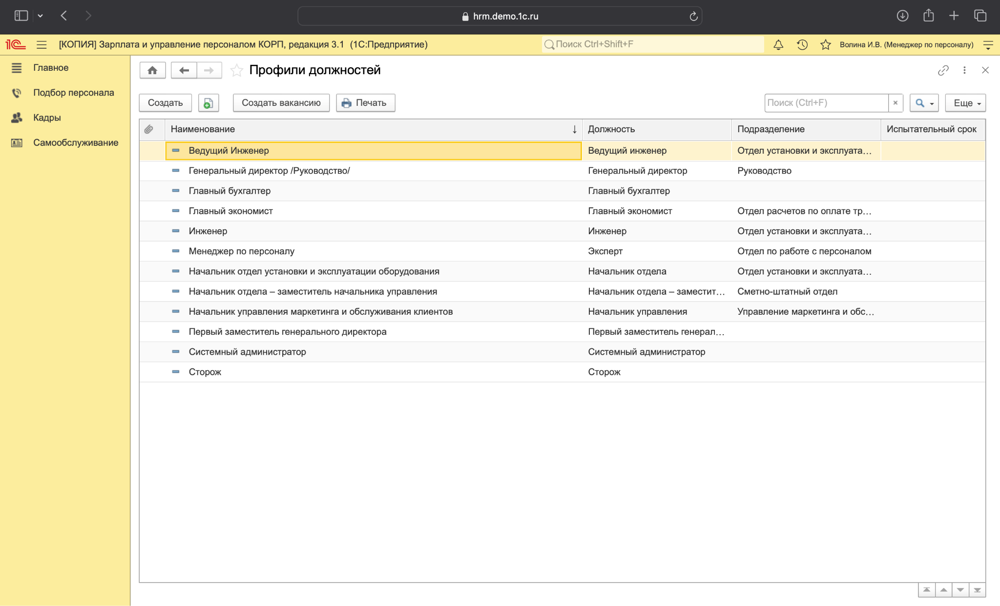 hrm.demo.1c.ru
1С [КОПИЯ] Зарплата и управление персоналом КОРП, редакция 3.1 (1С:Предприятие) Поиск Ctrl+Shift+F Волина И.В. (Менеджер по персоналу)
Главное
Подбор персонала
Кадры
Самообслуживание
Профили должностей
Создать Создать вакансию Печать Поиск (Ctrl+F) × Еще
Наименование ↓ Должность Подразделение Испытательный срок
Ведущий Инженер Ведущий инженер Отдел установки и эксплуата...
Генеральный директор /Руководство/ Генеральный директор Руководство
Главный бухгалтер Главный бухгалтер
Главный экономист Главный экономист Отдел расчетов по оплате тр...
Инженер Инженер Отдел установки и эксплуата...
Менеджер по персоналу Эксперт Отдел по работе с персоналом
Начальник отдел установки и эксплуатации оборудования Начальник отдела Отдел установки и эксплуата...
Начальник отдела – заместитель начальника управления Начальник отдела – заместит... Сметно-штатный отдел
Начальник управления маркетинга и обслуживания клиентов Начальник управления Управление маркетинга и обс...
Первый заместитель генерального директора Первый заместитель генерал...
Системный администратор Системный администратор
Сторож Сторож